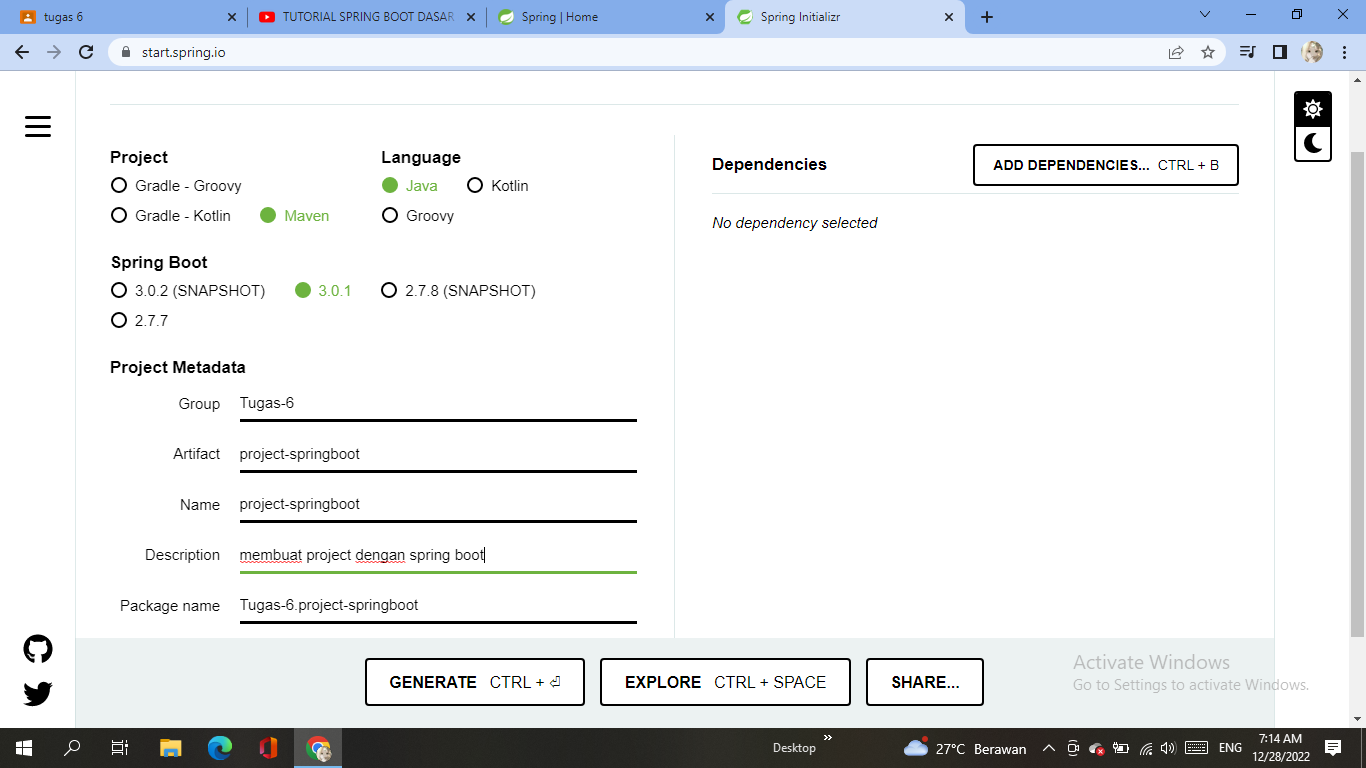 tugas 6
TUTORIAL SPRING BOOT DASAR
Spring | Home
Spring Initializr
start.spring.io
Project
Gradle - Groovy
Gradle - Kotlin Maven
Language
Java Kotlin
Groovy
Spring Boot
3.0.2 (SNAPSHOT) 3.0.1 2.7.8 (SNAPSHOT)
2.7.7
Project Metadata
Group Tugas-6
Artifact project-springboot
Name project-springboot
Description membuat project dengan spring boot
Package name Tugas-6.project-springboot
Dependencies
ADD DEPENDENCIES... CTRL + B
No dependency selected
GENERATE CTRL + ⏎
EXPLORE CTRL + SPACE
SHARE...
Activate Windows
Go to Settings to activate Windows.
Desktop
27°C Berawan
ENG
7:14 AM
12/28/2022